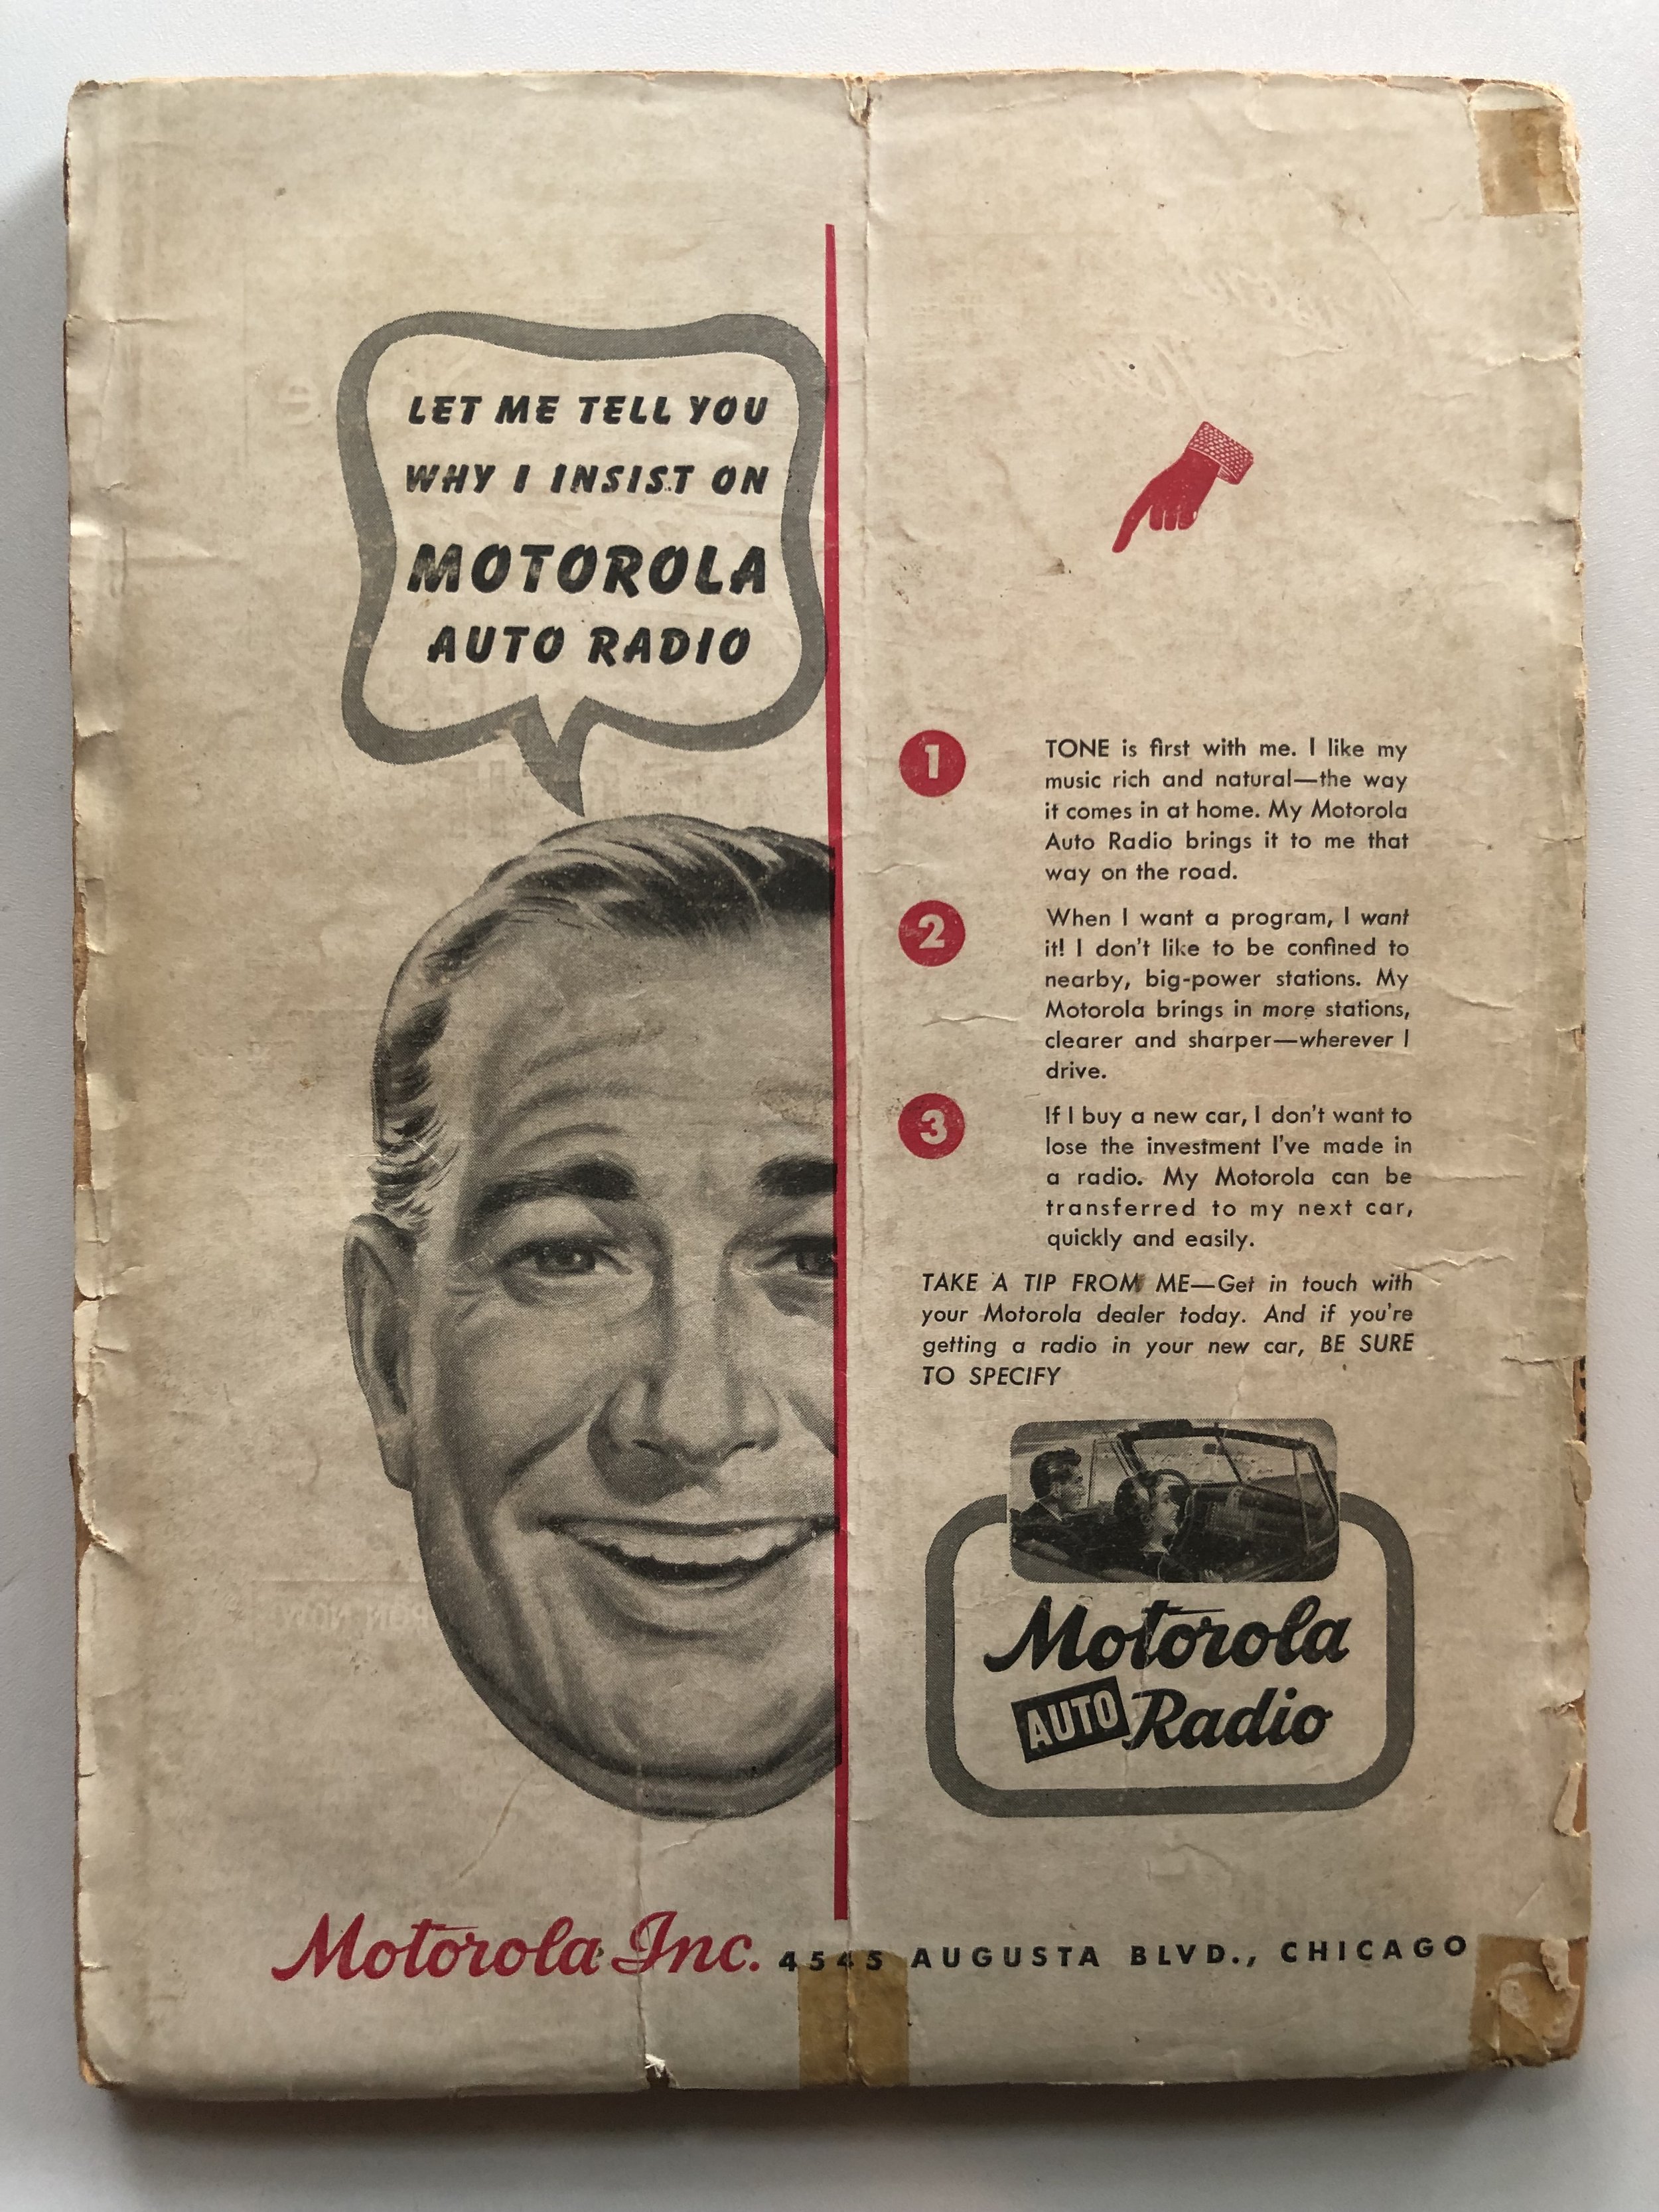 LET ME TELL YOU
WHY I INSIST ON
MOTOROLA
AUTO RADIO
1
TONE is first with me. I like my
music rich and natural—the way
it comes in at home. My Motorola
Auto Radio brings it to me that
way on the road.
2
When I want a program, I want
it! I don't like to be confined to
nearby, big-power stations. My
Motorola brings in more stations,
clearer and sharper—wherever I
drive.
3
If I buy a new car, I don't want to
lose the investment I've made in
a radio. My Motorola can be
transferred to my next car,
quickly and easily.
TAKE A TIP FROM ME—Get in touch with
your Motorola dealer today. And if you're
getting a radio in your new car, BE SURE
TO SPECIFY
Motorola
AUTO Radio
Motorola Inc. 4545 AUGUSTA BLVD., CHICAGO